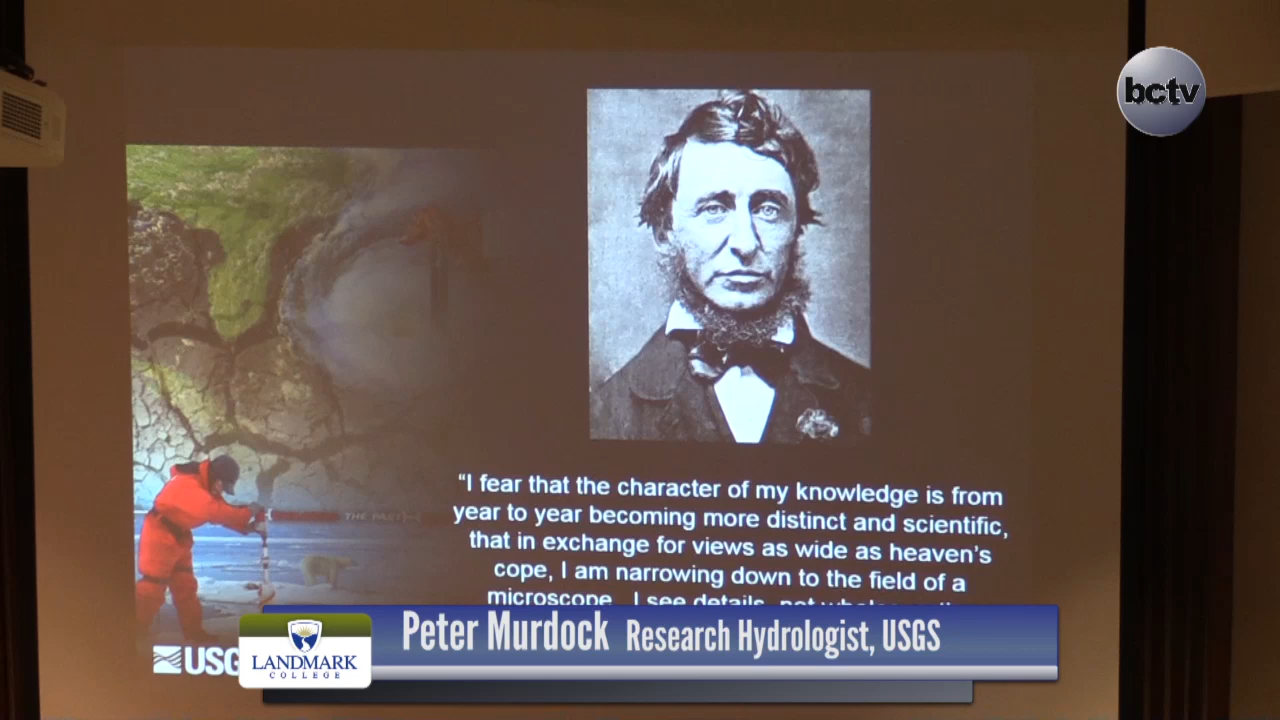 bctv
“I fear that the character of my knowledge is from
year to year becoming more distinct and scientific,
that in exchange for views as wide as heaven’s
cope, I am narrowing down to the field of a
microscope. I see details, not
THE PAST
USG
LANDMARK
COLLEGE
Peter Murdock Research Hydrologist, USGS